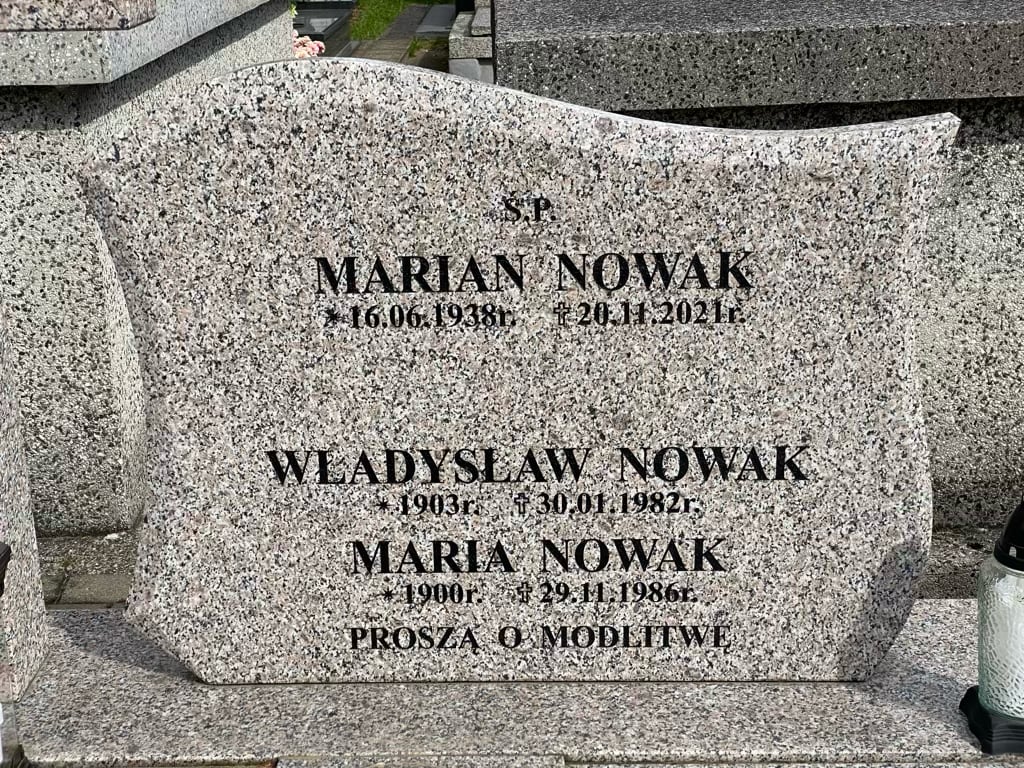 Ś.P.
MARIAN NOWAK
*16.06.1938r. ✝20.11.2021r.
WŁADYSŁAW NOWAK
*1903r. ✝30.01.1982r.
MARIA NOWAK
*1900r. ✝29.11.1986r.
PROSZĄ O MODLITWĘ